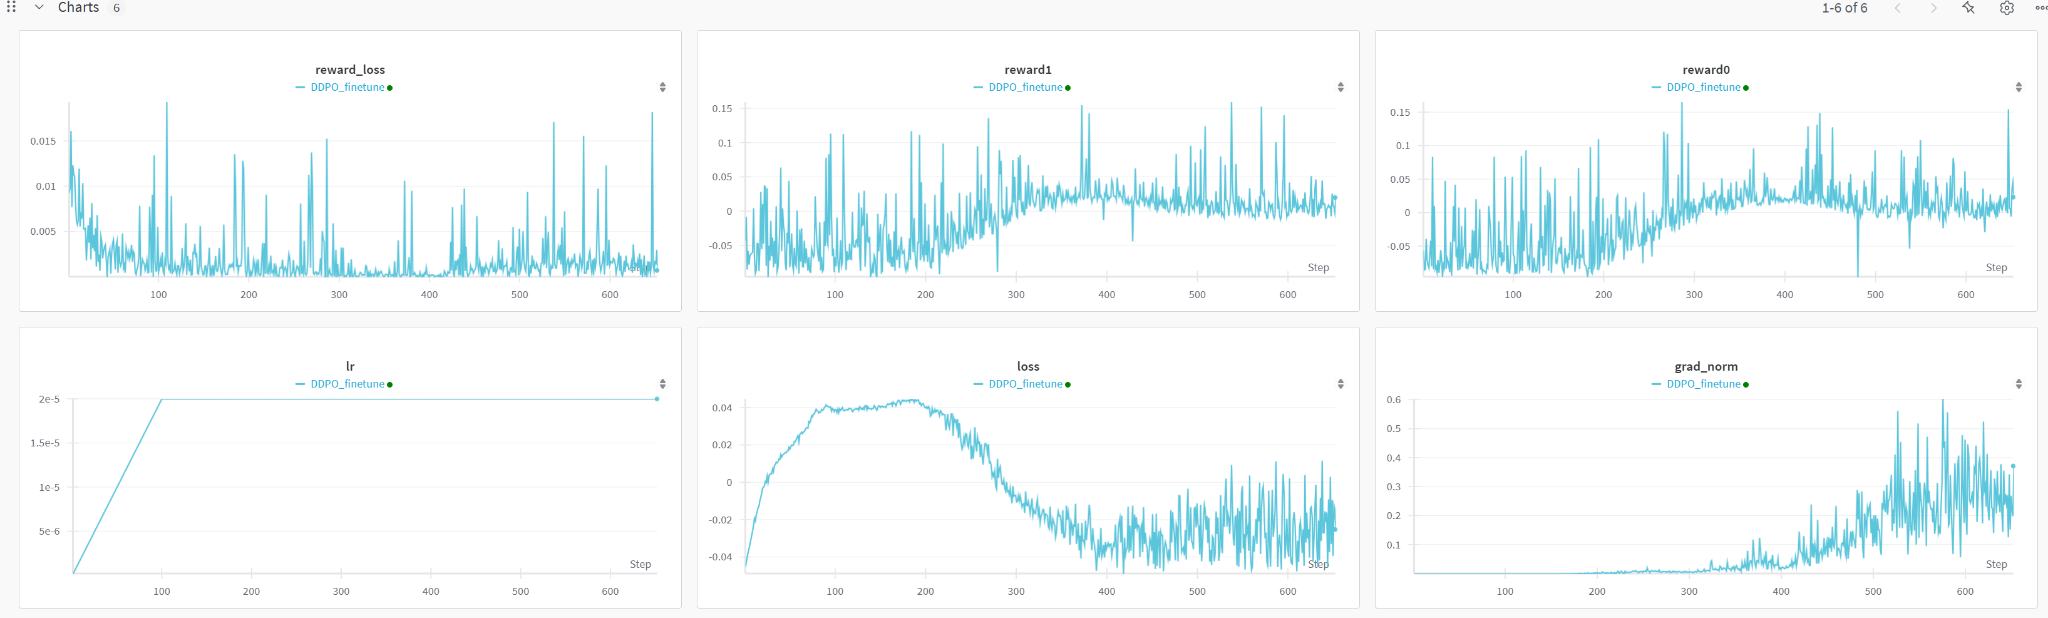 Charts 6
1-6 of 6
reward_loss
DDPO_finetune
0.015
0.01
0.005
Step
100 200 300 400 500 600
reward1
DDPO_finetune
0.15
0.1
0.05
0
-0.05
Step
100 200 300 400 500 600
reward0
DDPO_finetune
0.15
0.1
0.05
0
-0.05
Step
100 200 300 400 500 600
lr
DDPO_finetune
2e-5
1.5e-5
1e-5
5e-6
Step
100 200 300 400 500 600
loss
DDPO_finetune
0.04
0.02
0
-0.02
-0.04
Step
100 200 300 400 500 600
grad_norm
DDPO_finetune
0.6
0.5
0.4
0.3
0.2
0.1
Step
100 200 300 400 500 600